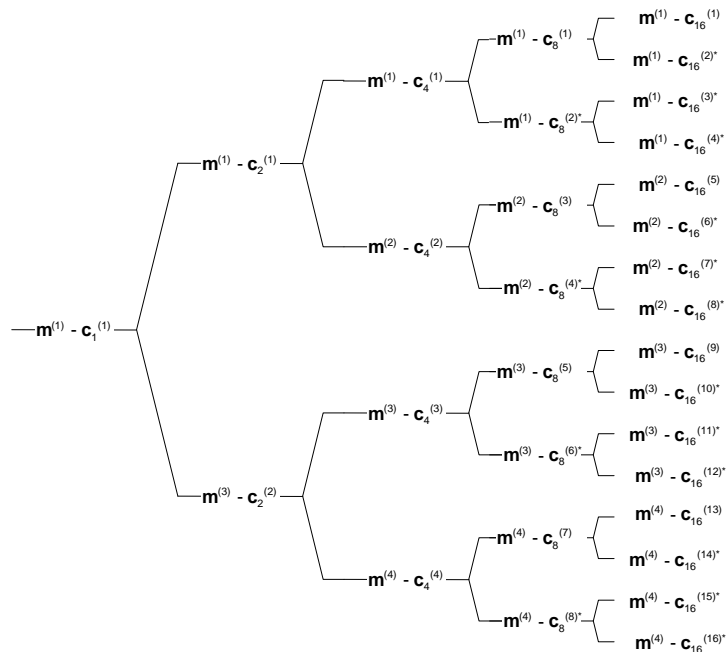 m(1) - c16(1)
m(1) - c8(1)
m(1) - c16(2)*
m(1) - c4(1)
m(1) - c16(3)*
m(1) - c8(2)*
m(1) - c16(4)*
m(1) - c2(1)
m(2) - c16(5)
m(2) - c8(3)
m(2) - c16(6)*
m(2) - c4(2)
m(2) - c16(7)*
m(2) - c8(4)*
m(2) - c16(8)*
m(1) - c1(1)
m(3) - c16(9)
m(3) - c8(5)
m(3) - c16(10)*
m(3) - c4(3)
m(3) - c16(11)*
m(3) - c8(6)*
m(3) - c16(12)*
m(3) - c2(2)
m(4) - c16(13)
m(4) - c8(7)
m(4) - c16(14)*
m(4) - c4(4)
m(4) - c16(15)*
m(4) - c8(8)*
m(4) - c16(16)*